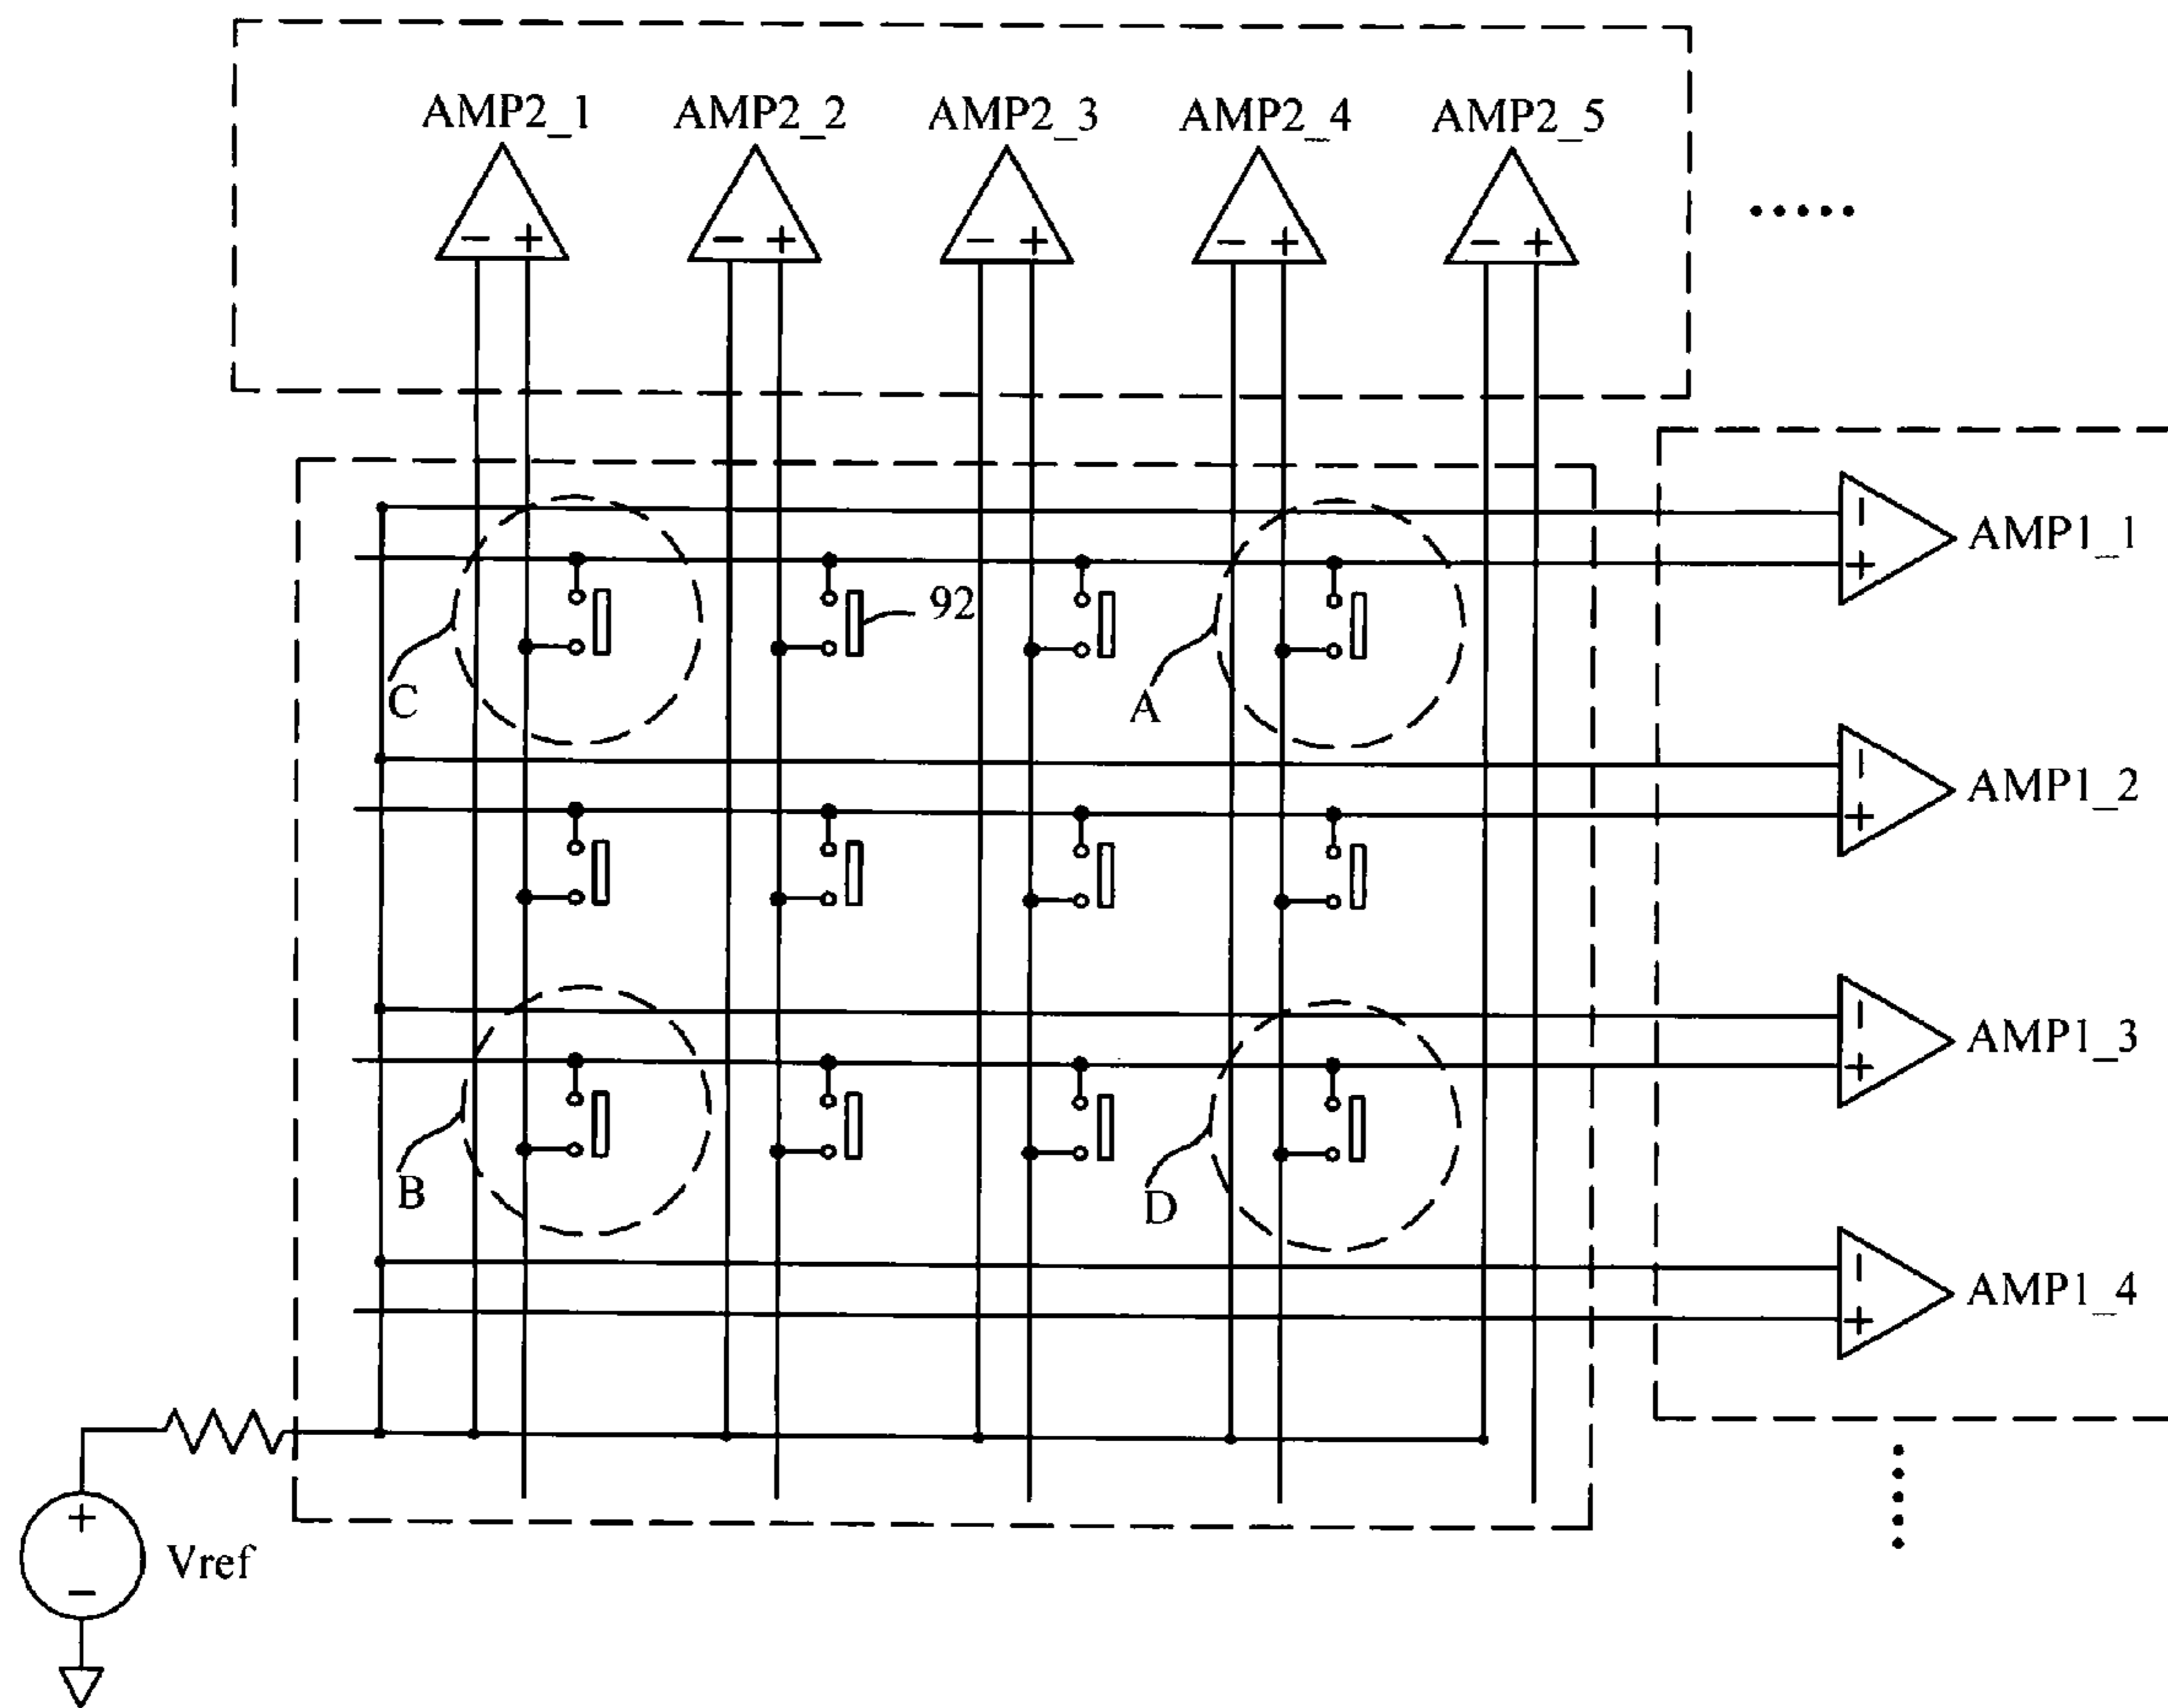 AMP2_1 AMP2_2 AMP2_3 AMP2_4 AMP2_5
- + - + - + - + - +
.....
- +
AMP1_1
92
C
A
- +
AMP1_2
- +
AMP1_3
B
D
- +
AMP1_4
+
Vref
-